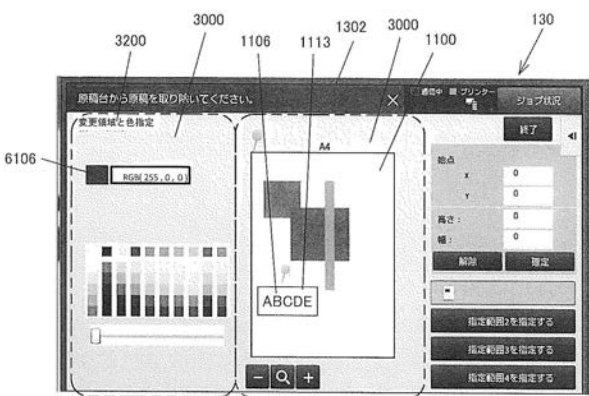 3200
3000
1106
1113
1302
3000
1100
130
原稿台から原稿を取り除いてください。
×
通信中
プリンター
ジョブ状況
変更領域と色指定
6106
RGB(255,0,0)
A4
ABCDE
− +
終了
始点
X 0
Y 0
高さ: 0
幅: 0
解除 指定
指定範囲2を指定する
指定範囲3を指定する
指定範囲4を指定する